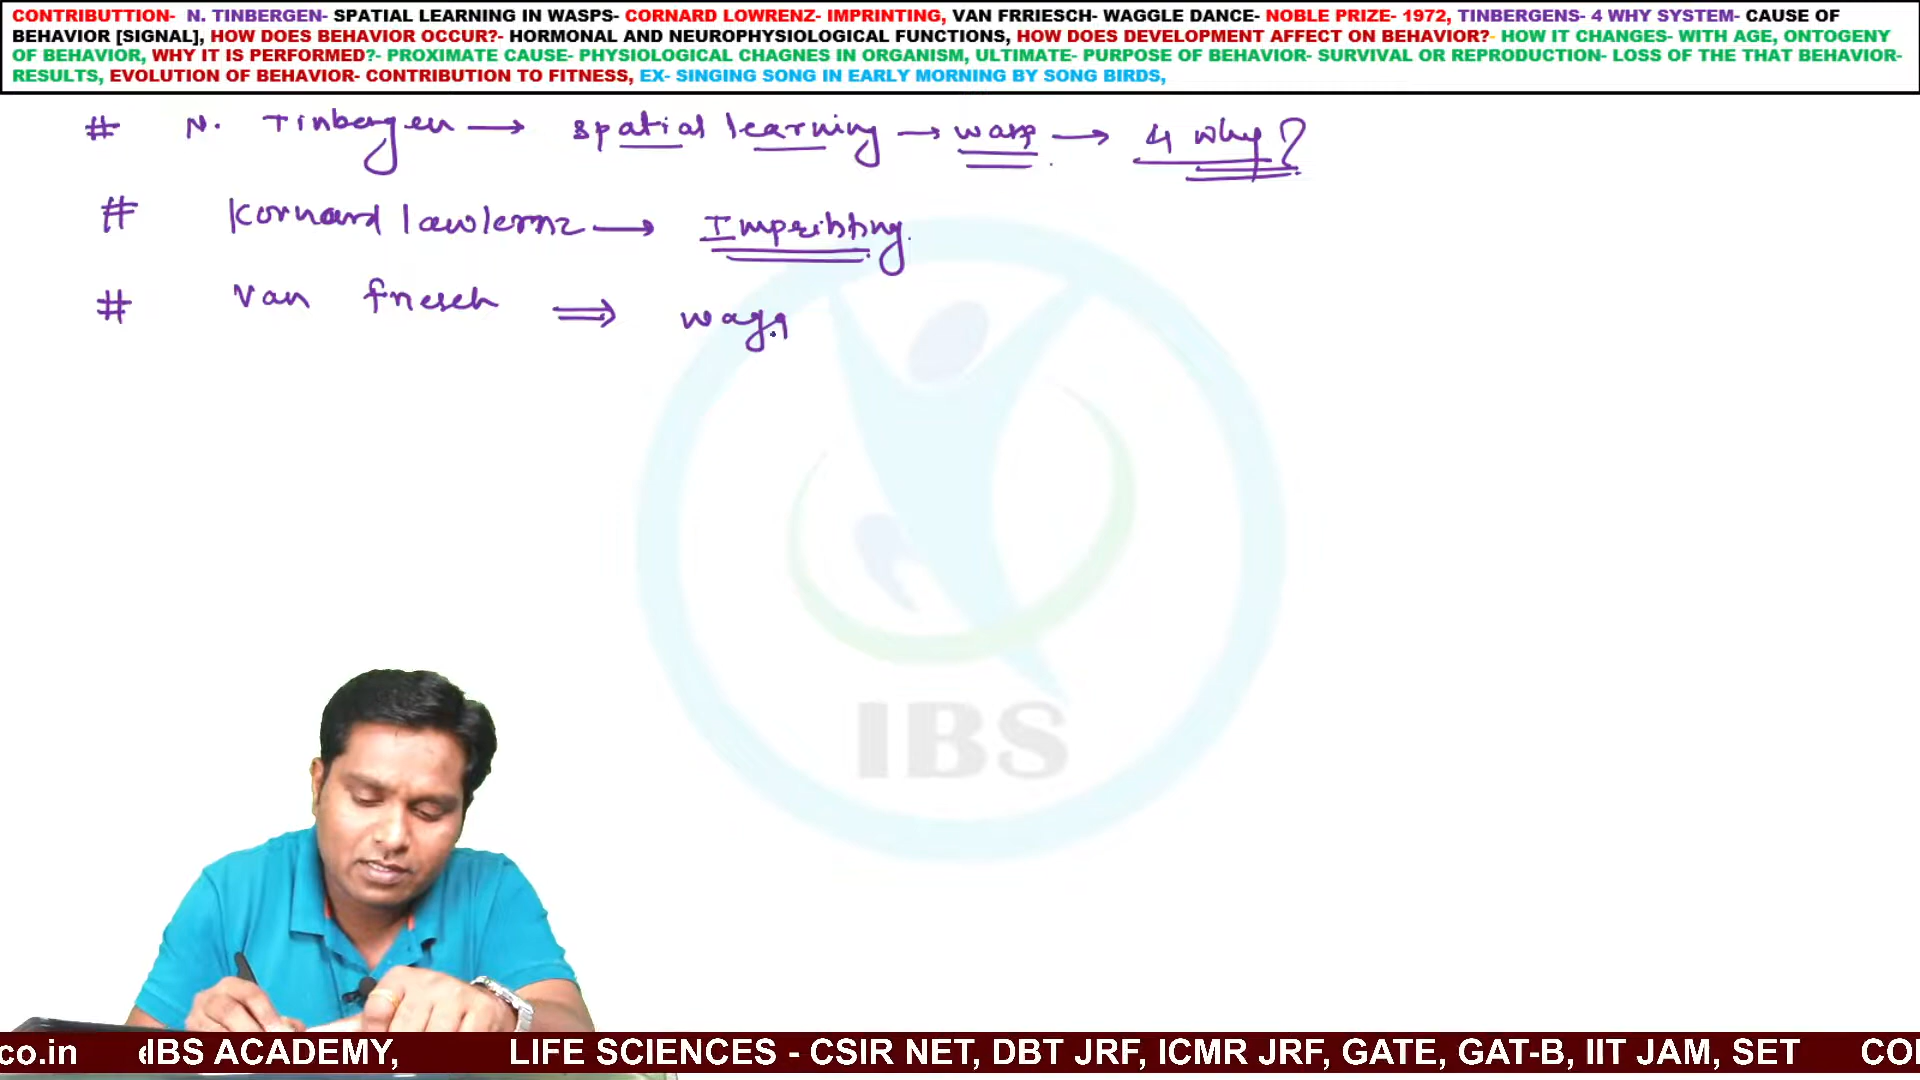 CONTRIBUTTION- N. TINBERGEN- SPATIAL LEARNING IN WASPS- CORNARD LOWRENZ- IMPRINTING, VAN FRRIESCH- WAGGLE DANCE- NOBLE PRIZE- 1972, TINBERGENS- 4 WHY SYSTEM- CAUSE OF
BEHAVIOR [SIGNAL], HOW DOES BEHAVIOR OCCUR?- HORMONAL AND NEUROPHYSIOLOGICAL FUNCTIONS, HOW DOES DEVELOPMENT AFFECT ON BEHAVIOR?- HOW IT CHANGES- WITH AGE, ONTOGENY
OF BEHAVIOR, WHY IT IS PERFORMED?- PROXIMATE CAUSE- PHYSIOLOGICAL CHAGNES IN ORGANISM, ULTIMATE- PURPOSE OF BEHAVIOR- SURVIVAL OR REPRODUCTION- LOSS OF THE THAT BEHAVIOR-
RESULTS, EVOLUTION OF BEHAVIOR- CONTRIBUTION TO FITNESS, EX- SINGING SONG IN EARLY MORNING BY SONG BIRDS,
# N. Tinbergen → spatial learning → wasp → 4 why?
# Kornard → Imprinting.
# Van friesch ⇒ wagg
IBS
co.in IBS ACADEMY, LIFE SCIENCES - CSIR NET, DBT JRF, ICMR JRF, GATE, GAT-B, IIT JAM, SET CO